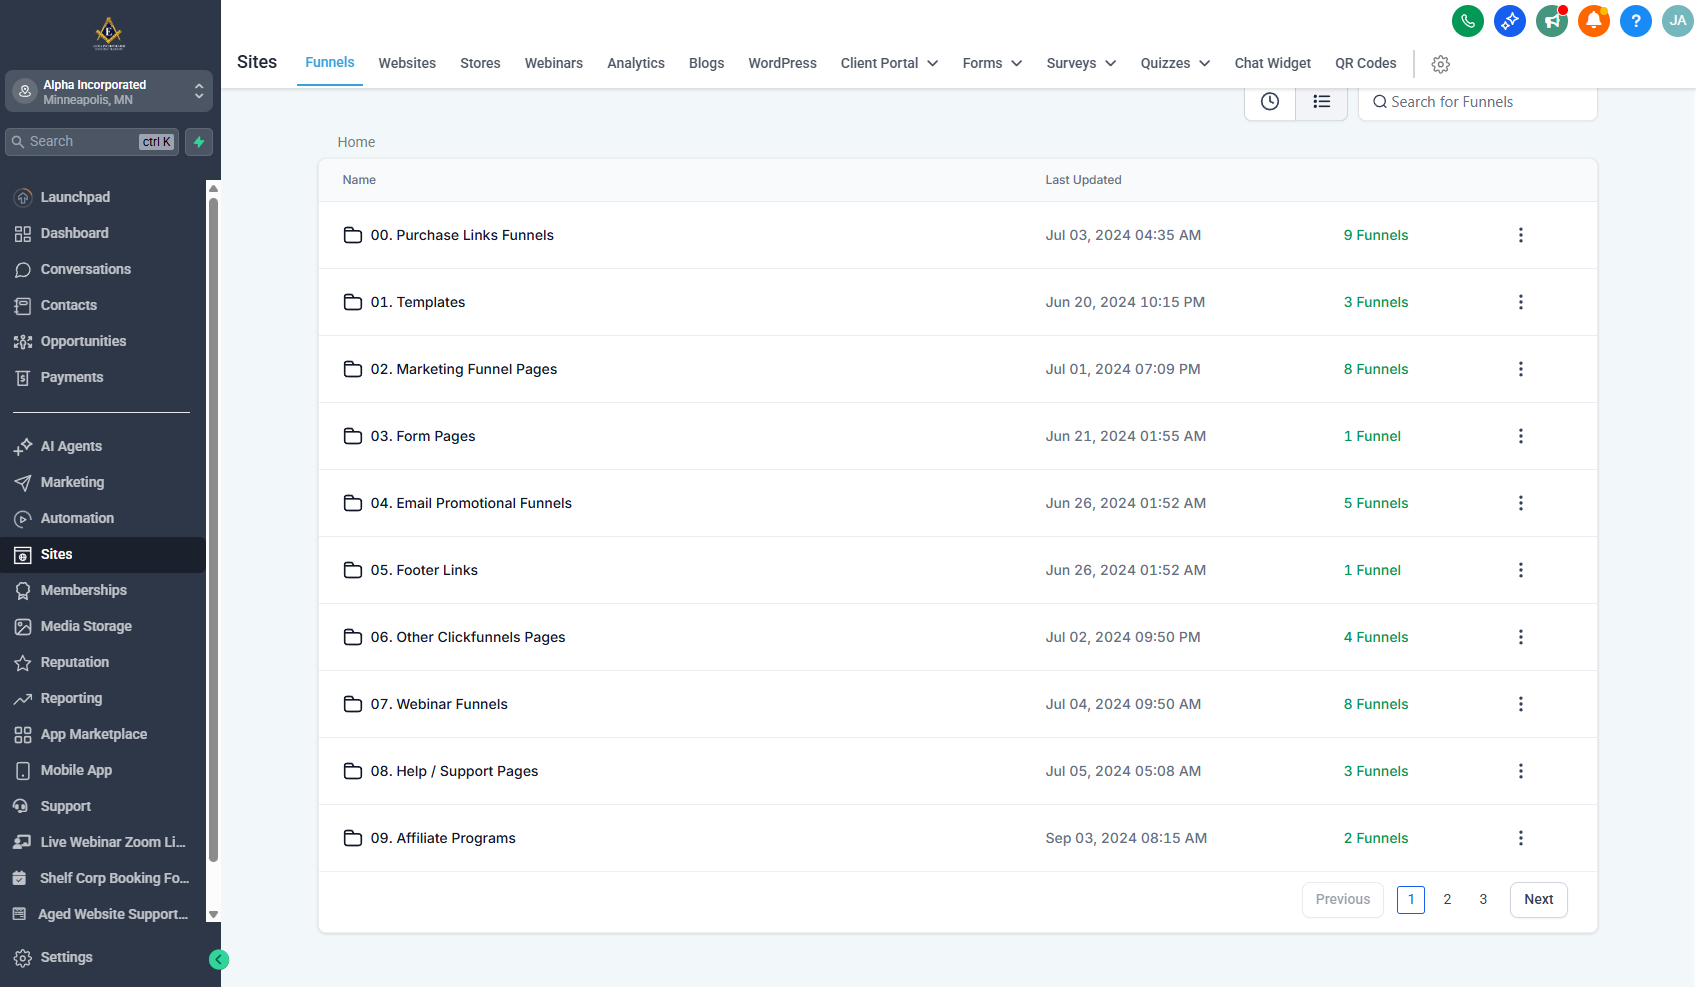 E
Alpha Incorporated
Minneapolis, MN
Search ctrl K
Launchpad
Dashboard
Conversations
Contacts
Opportunities
Payments
AI Agents
Marketing
Automation
Sites
Memberships
Media Storage
Reputation
Reporting
App Marketplace
Mobile App
Support
Live Webinar Zoom Li...
Shelf Corp Booking Fo...
Aged Website Support...
Settings
? JA
Sites Funnels Websites Stores Webinars Analytics Blogs WordPress Client Portal Forms Surveys Quizzes Chat Widget QR Codes
Search for Funnels
Home
Name Last Updated
00. Purchase Links Funnels Jul 03, 2024 04:35 AM 9 Funnels
01. Templates Jun 20, 2024 10:15 PM 3 Funnels
02. Marketing Funnel Pages Jul 01, 2024 07:09 PM 8 Funnels
03. Form Pages Jun 21, 2024 01:55 AM 1 Funnel
04. Email Promotional Funnels Jun 26, 2024 01:52 AM 5 Funnels
05. Footer Links Jun 26, 2024 01:52 AM 1 Funnel
06. Other Clickfunnels Pages Jul 02, 2024 09:50 PM 4 Funnels
07. Webinar Funnels Jul 04, 2024 09:50 AM 8 Funnels
08. Help / Support Pages Jul 05, 2024 05:08 AM 3 Funnels
09. Affiliate Programs Sep 03, 2024 08:15 AM 2 Funnels
Previous 1 2 3 Next